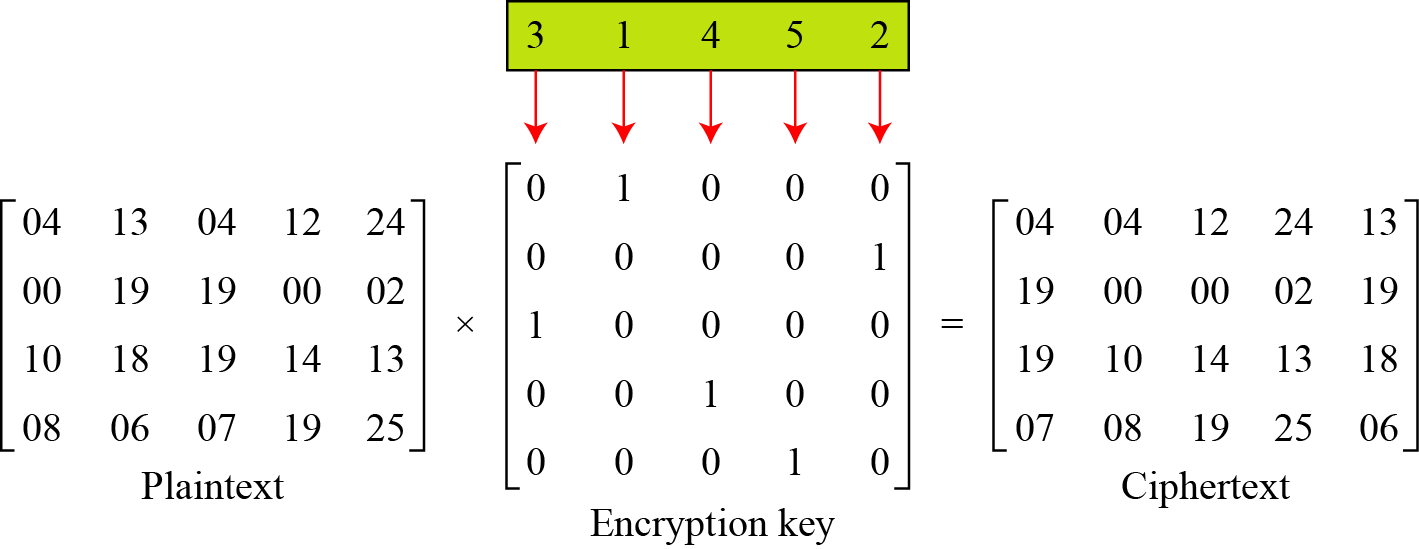 3 1 4 5 2
04 13 04 12 24
00 19 19 00 02
10 18 19 14 13
08 06 07 19 25
Plaintext
×
0 1 0 0 0
0 0 0 0 1
1 0 0 0 0
0 0 1 0 0
0 0 0 1 0
Encryption key
=
04 04 12 24 13
19 00 00 02 19
19 10 14 13 18
07 08 19 25 06
Ciphertext